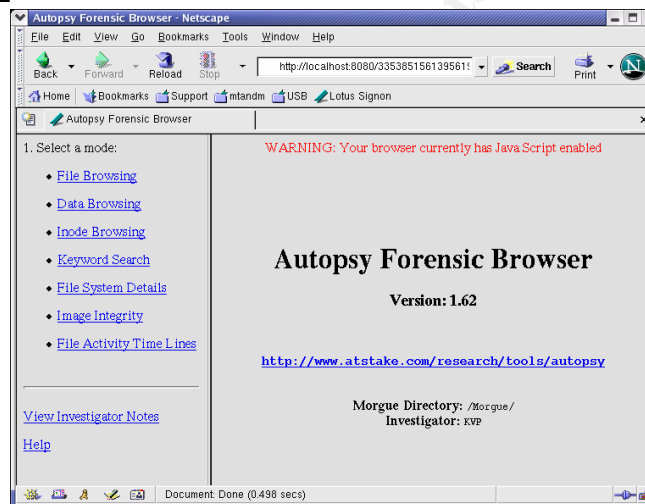 Autopsy Forensic Browser - Netscape
File Edit View Go Bookmarks Tools Window Help
Back Forward Reload Stop http://localhost:8080/335385156139561 Search Print N
Home Bookmarks Support mtandm USB Lotus Signon
Autopsy Forensic Browser
1. Select a mode:
File Browsing
Data Browsing
Inode Browsing
Keyword Search
File System Details
Image Integrity
File Activity Time Lines
View Investigator Notes
Help
WARNING: Your browser currently has Java Script enabled
Autopsy Forensic Browser
Version: 1.62
http://www.atstake.com/research/tools/autopsy
Morgue Directory: /Morgue/
Investigator: KVP
Document: Done (0.498 secs)